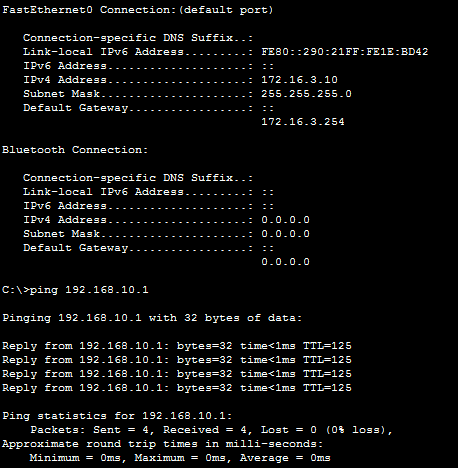 FastEthernet0 Connection:(default port)
Connection-specific DNS Suffix..:
Link-local IPv6 Address.........: FE80::290:21FF:FE1E:BD42
IPv6 Address....................: ::
IPv4 Address....................: 172.16.3.10
Subnet Mask.....................: 255.255.255.0
Default Gateway.................: ::
172.16.3.254
Bluetooth Connection:
Connection-specific DNS Suffix..:
Link-local IPv6 Address.........: ::
IPv6 Address....................: ::
IPv4 Address....................: 0.0.0.0
Subnet Mask.....................: 0.0.0.0
Default Gateway.................: ::
0.0.0.0
C:\>ping 192.168.10.1
Pinging 192.168.10.1 with 32 bytes of data:
Reply from 192.168.10.1: bytes=32 time<1ms TTL=125
Reply from 192.168.10.1: bytes=32 time<1ms TTL=125
Reply from 192.168.10.1: bytes=32 time<1ms TTL=125
Reply from 192.168.10.1: bytes=32 time<1ms TTL=125
Ping statistics for 192.168.10.1:
Packets: Sent = 4, Received = 4, Lost = 0 (0% loss),
Approximate round trip times in milli-seconds:
Minimum = 0ms, Maximum = 0ms, Average = 0ms